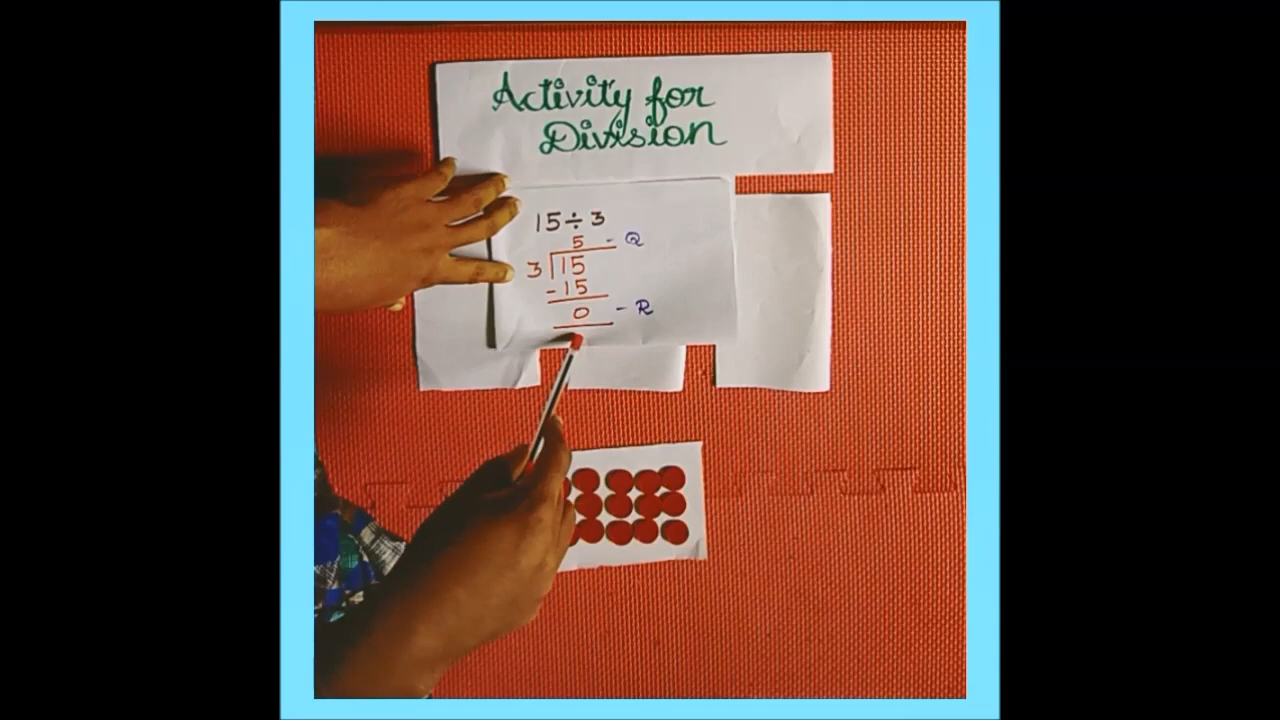 Activity for
Division
15 ÷ 3
5 - Q
3 15
-15
0 - R